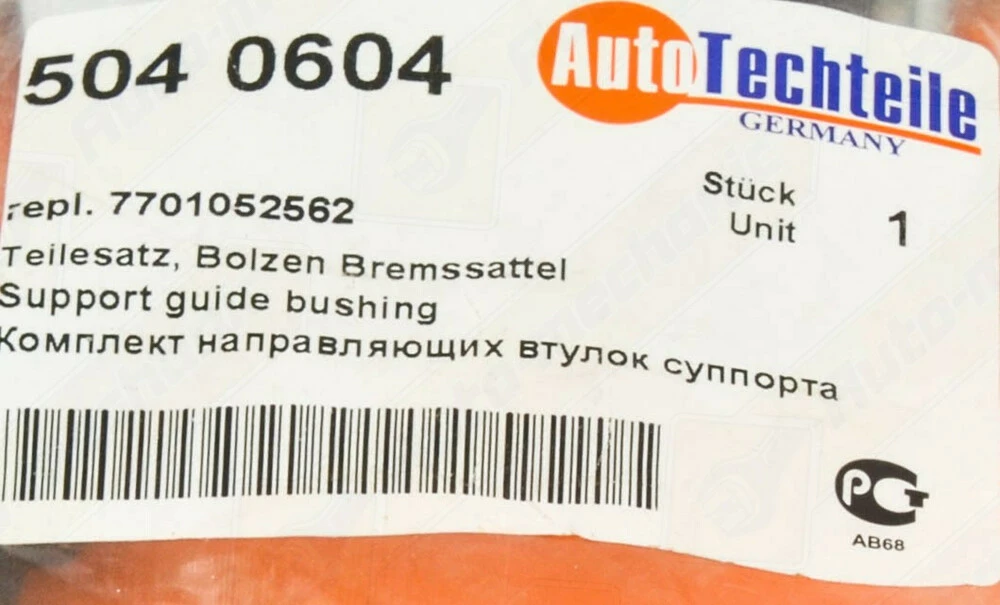 504 0604
AutoTechteile
GERMANY
repl. 7701052562
Stück
Unit
1
Teilesatz, Bolzen Bremssattel
Support guide bushing
Комплект направляющих втулок суппорта
РСТ
AB68